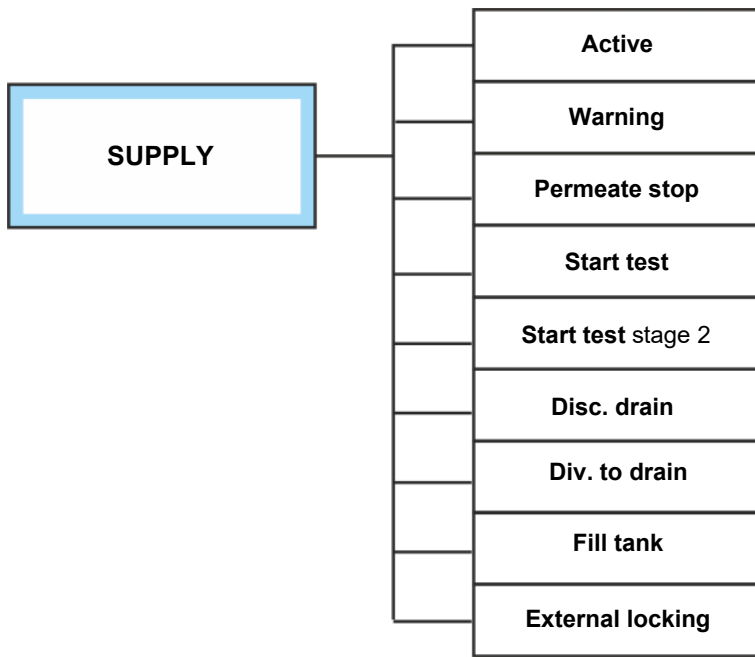 SUPPLY
Active
Warning
Permeate stop
Start test
Start test stage 2
Disc. drain
Div. to drain
Fill tank
External locking